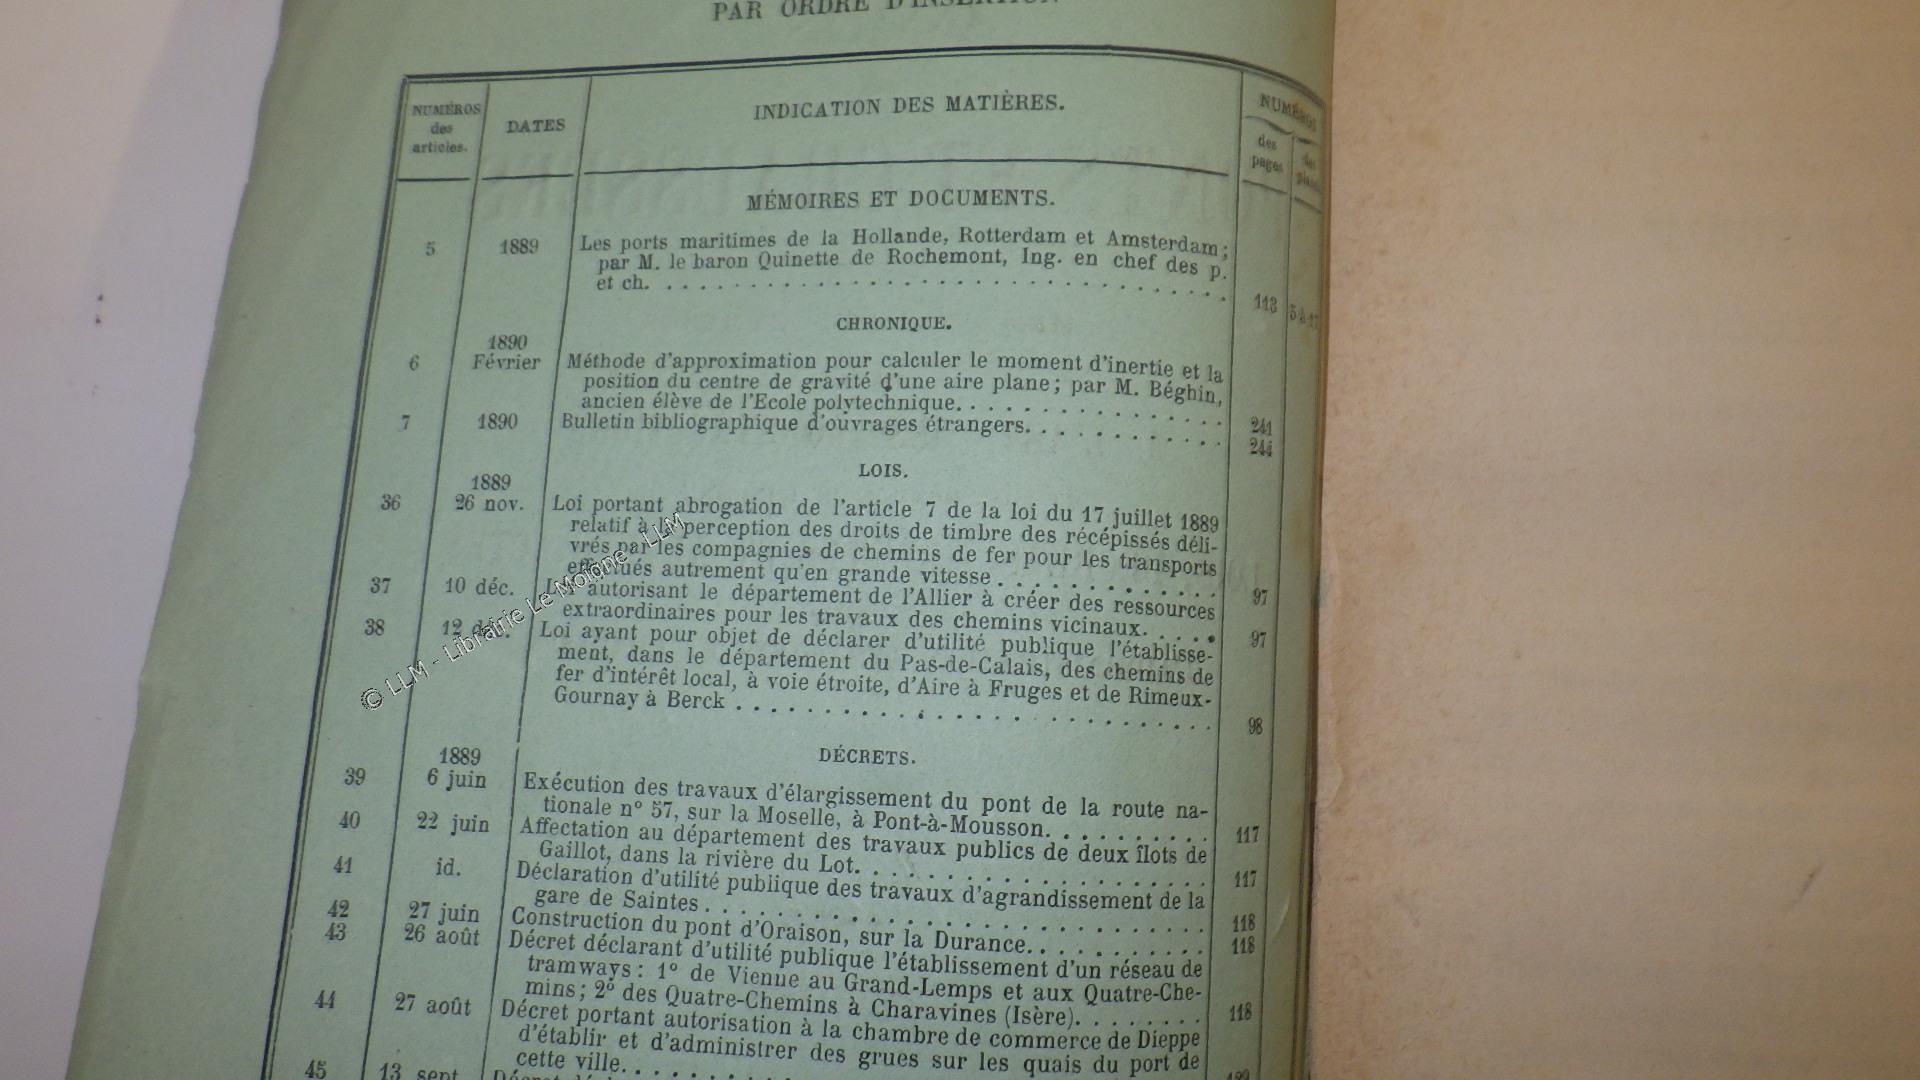 PAR ORDRE D'INSERTION
NUMÉROS des articles.
DATES
INDICATION DES MATIÈRES.
NUMÉROS
des pages
MÉMOIRES ET DOCUMENTS.
5 1889 Les ports maritimes de la Hollande, Rotterdam et Amsterdam;
par M. le baron Quinette de Rochemont, Ing. en chef des p.
et ch. 113 5 à 17
CHRONIQUE.
1890
6 Février Méthode d'approximation pour calculer le moment d'inertie et la
position du centre de gravité d'une aire plane; par M. Béghin,
ancien élève de l'Ecole polytechnique. 241
7 1890 Bulletin bibliographique d'ouvrages étrangers. 244
LOIS.
1889
36 26 nov. Loi portant abrogation de l'article 7 de la loi du 17 juillet 1889
relatif à la perception des droits de timbre des récépissés déli-
vrés par les compagnies de chemins de fer pour les transports
effectués autrement qu'en grande vitesse 97
37 10 déc. Loi autorisant le département de l'Allier à créer des ressources
extraordinaires pour les travaux des chemins vicinaux. 97
38 12 déc. Loi ayant pour objet de déclarer d'utilité publique l'établisse-
ment, dans le département du Pas-de-Calais, des chemins de
fer d'intérêt local, à voie étroite, d'Aire à Fruges et de Rimeux-
Gournay à Berck 98
DÉCRETS.
1889
39 6 juin Exécution des travaux d'élargissement du pont de la route na-
tionale n° 57, sur la Moselle, à Pont-à-Mousson. 117
40 22 juin Affectation au département des travaux publics de deux îlots de
Gaillot, dans la rivière du Lot. 117
41 id. Déclaration d'utilité publique des travaux d'agrandissement de la
gare de Saintes 118
42 27 juin Construction du pont d'Oraison, sur la Durance. 118
43 26 août Décret déclarant d'utilité publique l'établissement d'un réseau de
tramways: 1° de Vienne au Grand-Lemps et aux Quatre-Che-
mins; 2° des Quatre-Chemins à Charavines (Isère). 118
44 27 août Décret portant autorisation à la chambre de commerce de Dieppe
d'établir et d'administrer des grues sur les quais du port de
cette ville.
45 13 sept.
© LLM - Librairie Le Moigne - LLM